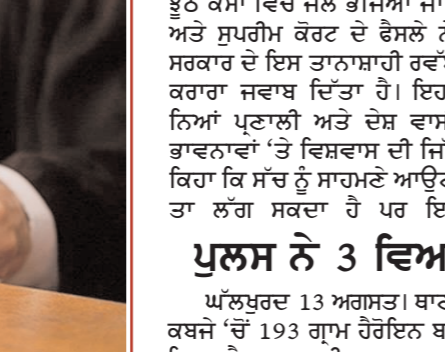 ਝੂਠੇ ਕੇਸਾਂ ਵਿਚ ਜੇਲ੍ਹ ਭੇਜਿਆ ਜਾ
ਅਤੇ ਸੁਪਰੀਮ ਕੋਰਟ ਦੇ ਫੈਸਲੇ ਨੇ
ਸਰਕਾਰ ਦੇ ਇਸ ਤਾਨਾਸ਼ਾਹੀ
ਕਰਾਰਾ ਜਵਾਬ ਦਿੱਤਾ ਹੈ। ਇਹ
ਨਿਆਂ ਪ੍ਰਣਾਲੀ ਅਤੇ ਦੇਸ਼ ਵਾਸ
ਭਾਵਨਾਵਾਂ ‘ਤੇ ਵਿਸ਼ਵਾਸ ਦੀ ਜਿੱ
ਕਿਹਾ ਕਿ ਸੱਚ ਨੂੰ ਸਾਹਮਣੇ ਆਉਣ
ਤਾ ਲੱਗ ਸਕਦਾ ਹੈ ਪਰ ਇ
ਪੁਲਸ ਨੇ 3 ਵਿਅ
ਘੱਲਖੁਰਦ 13 ਅਗਸਤ। ਥਾਣ
ਕਬਜੇ ‘ਚੋਂ 193 ਗ੍ਰਾਮ ਹੈਰੋਇਨ ਬ